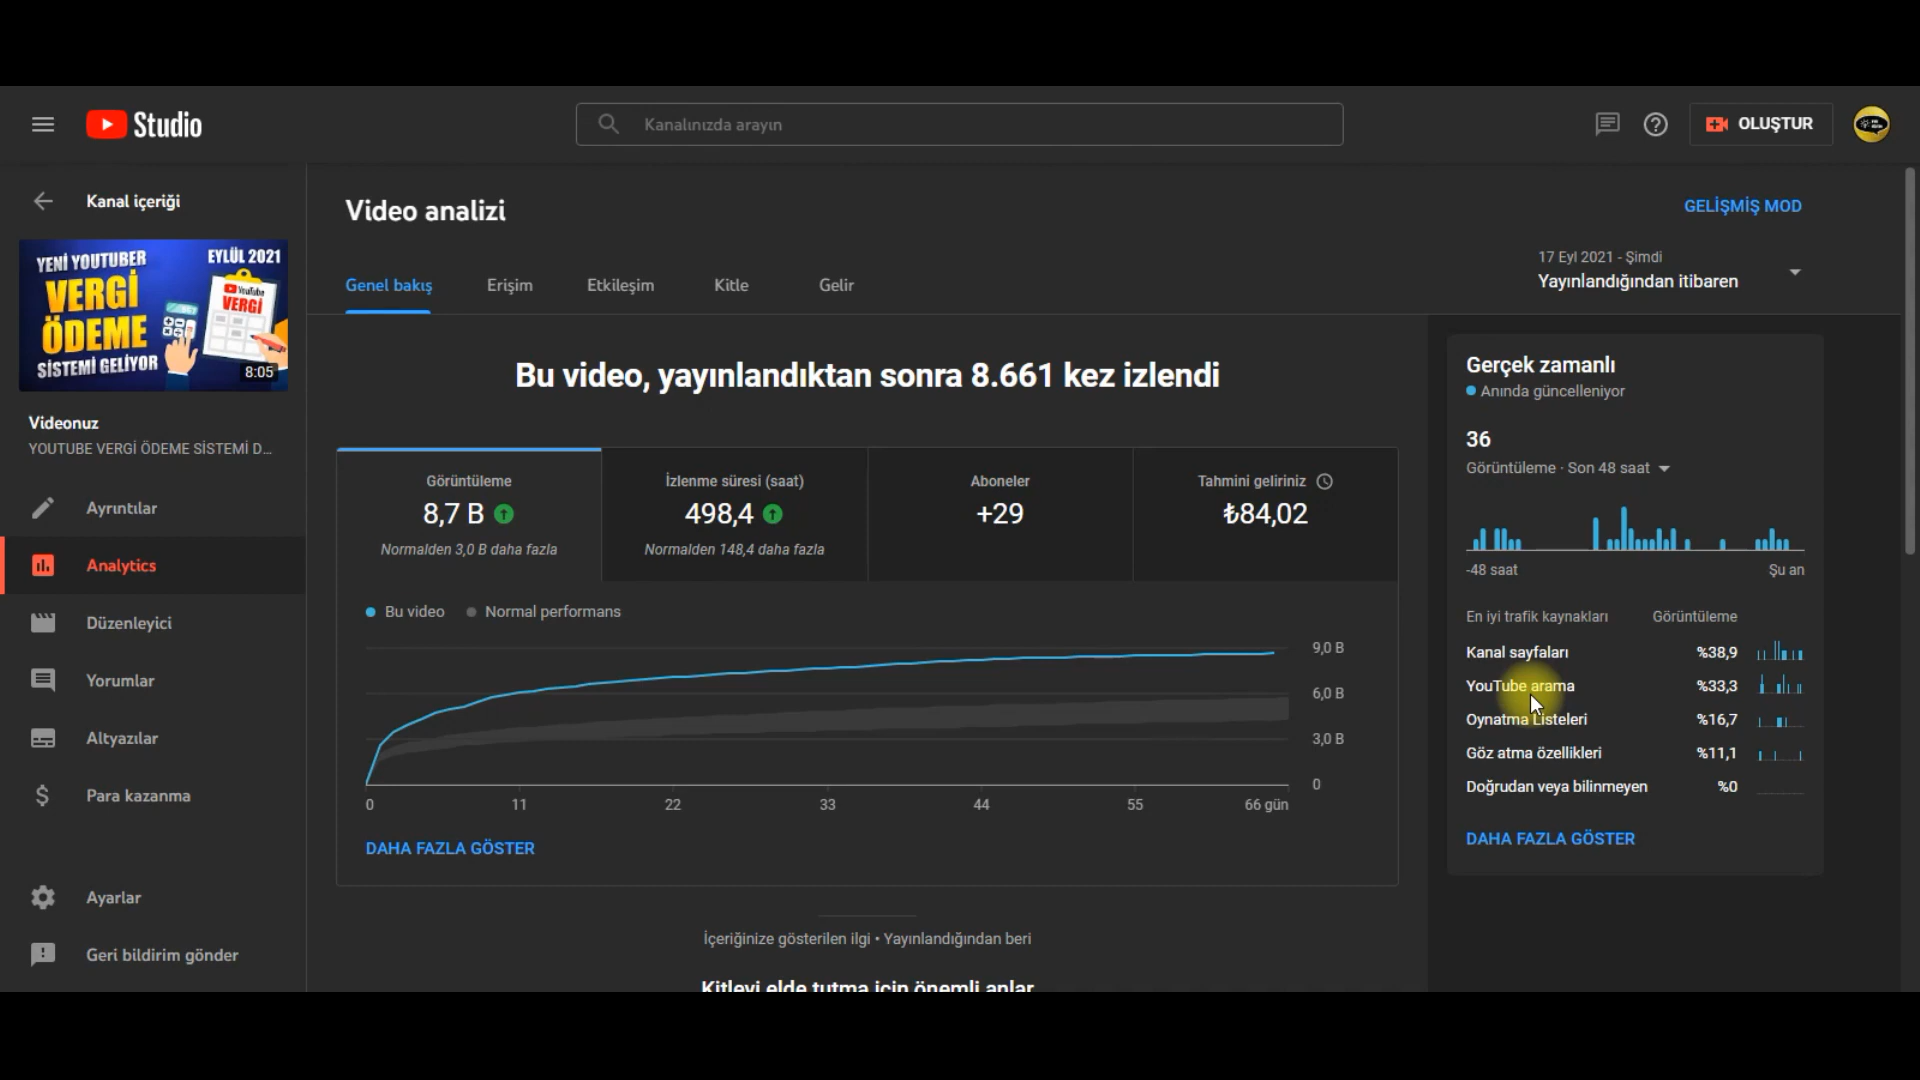 Studio
Kanalınızda arayın
OLUŞTUR
Kanal içeriği
YENİ YOUTUBER
EYLÜL 2021
VERGİ
ÖDEME
SİSTEMİ GELİYOR
YouTube
VERGİ
8:05
Videonuz
YOUTUBE VERGİ ÖDEME SİSTEMİ D...
Ayrıntılar
Analytics
Düzenleyici
Yorumlar
Altyazılar
Para kazanma
Ayarlar
Geri bildirim gönder
Video analizi
GELİŞMİŞ MOD
Genel bakış
Erişim
Etkileşim
Kitle
Gelir
17 Eyl 2021 - Şimdi
Yayınlandığından itibaren
Bu video, yayınlandıktan sonra 8.661 kez izlendi
Görüntüleme
8,7 B
Normalden 3,0 B daha fazla
İzlenme süresi (saat)
498,4
Normalden 148,4 daha fazla
Aboneler
+29
Tahmini geliriniz
₺84,02
Bu video
Normal performans
9,0 B
6,0 B
3,0 B
0
0 11 22 33 44 55 66 gün
DAHA FAZLA GÖSTER
İçeriğinize gösterilen ilgi • Yayınlandığından beri
Kitleyi elde tutma için önemli anlar
Gerçek zamanlı
Anında güncelleniyor
36
Görüntüleme · Son 48 saat
-48 saat
Şu an
En iyi trafik kaynakları Görüntüleme
Kanal sayfaları %38,9
YouTube arama %33,3
Oynatma Listeleri %16,7
Göz atma özellikleri %11,1
Doğrudan veya bilinmeyen %0
DAHA FAZLA GÖSTER